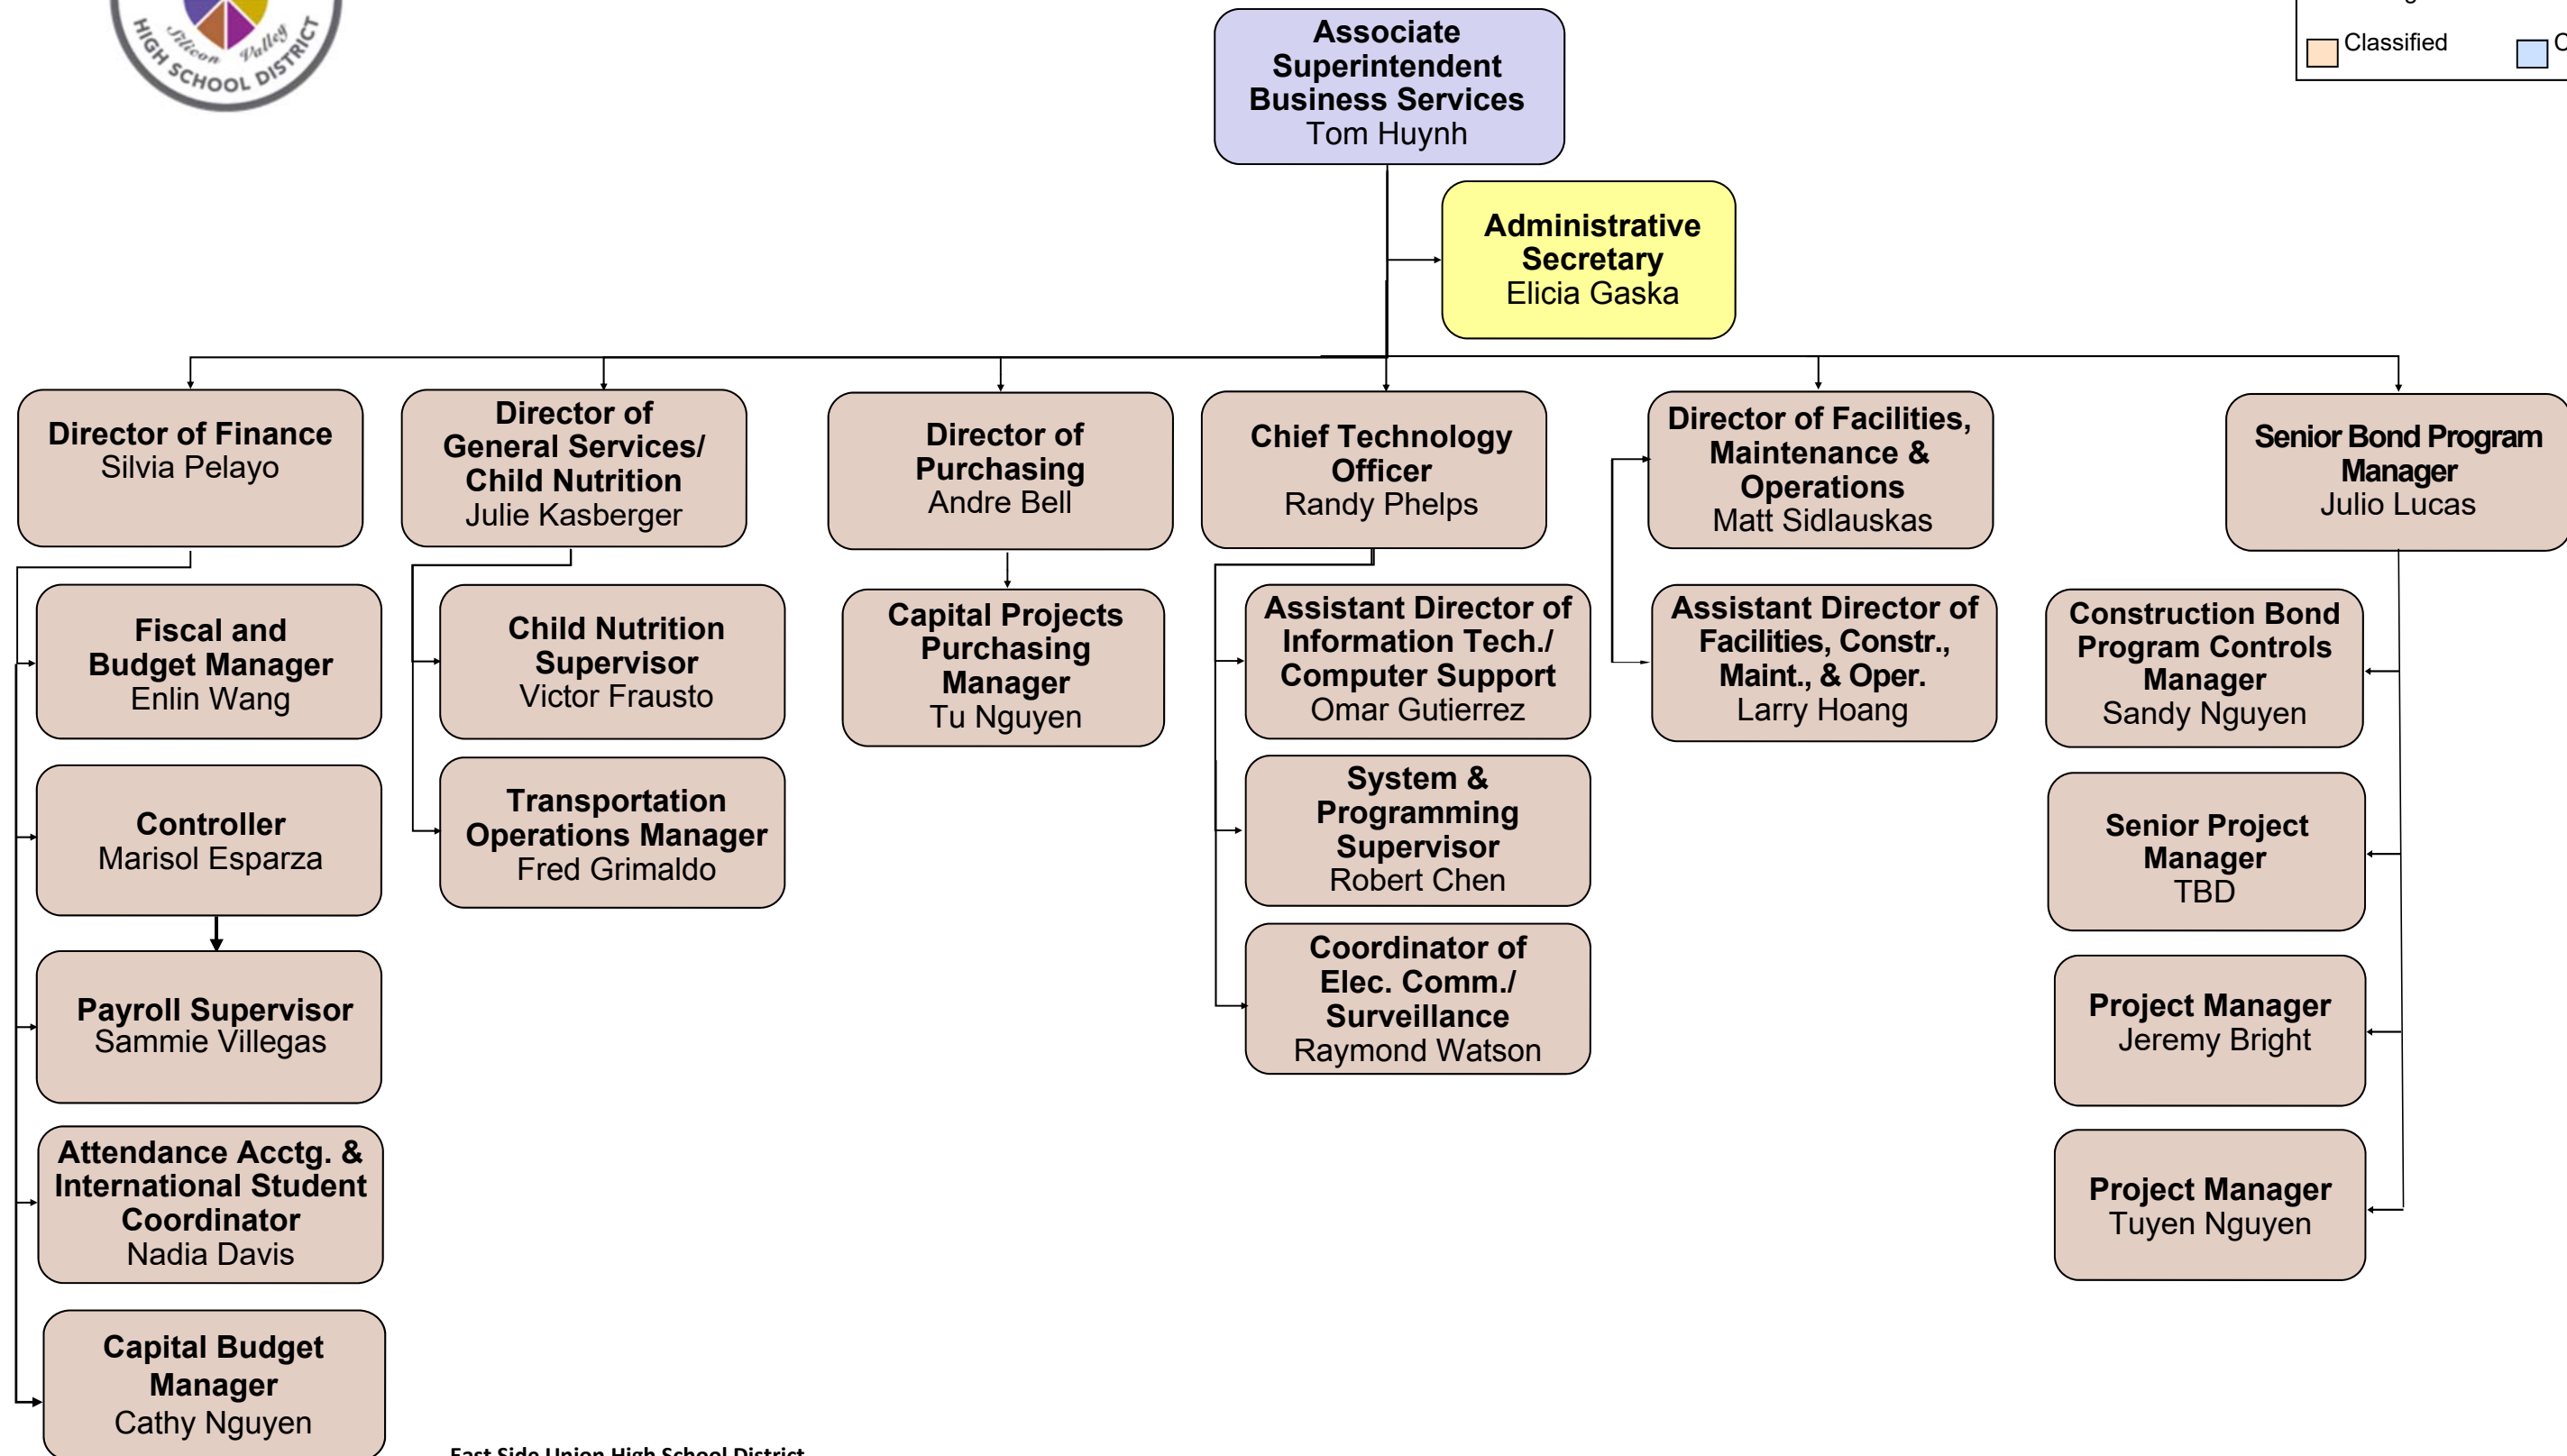 Silicon Valley
HIGH SCHOOL DISTRICT
Classified
Associate
Superintendent
Business Services
Tom Huynh
Administrative
Secretary
Elicia Gaska
Director of Finance
Silvia Pelayo
Director of
General Services/
Child Nutrition
Julie Kasberger
Director of
Purchasing
Andre Bell
Chief Technology
Officer
Randy Phelps
Director of Facilities,
Maintenance &
Operations
Matt Sidlauskas
Senior Bond Program
Manager
Julio Lucas
Fiscal and
Budget Manager
Enlin Wang
Controller
Marisol Esparza
Payroll Supervisor
Sammie Villegas
Attendance Acctg. &
International Student
Coordinator
Nadia Davis
Capital Budget
Manager
Cathy Nguyen
Child Nutrition
Supervisor
Victor Frausto
Transportation
Operations Manager
Fred Grimaldo
Capital Projects
Purchasing
Manager
Tu Nguyen
Assistant Director of
Information Tech./
Computer Support
Omar Gutierrez
System &
Programming
Supervisor
Robert Chen
Coordinator of
Elec. Comm./
Surveillance
Raymond Watson
Assistant Director of
Facilities, Constr.,
Maint., & Oper.
Larry Hoang
Construction Bond
Program Controls
Manager
Sandy Nguyen
Senior Project
Manager
TBD
Project Manager
Jeremy Bright
Project Manager
Tuyen Nguyen
East Side Union High School District